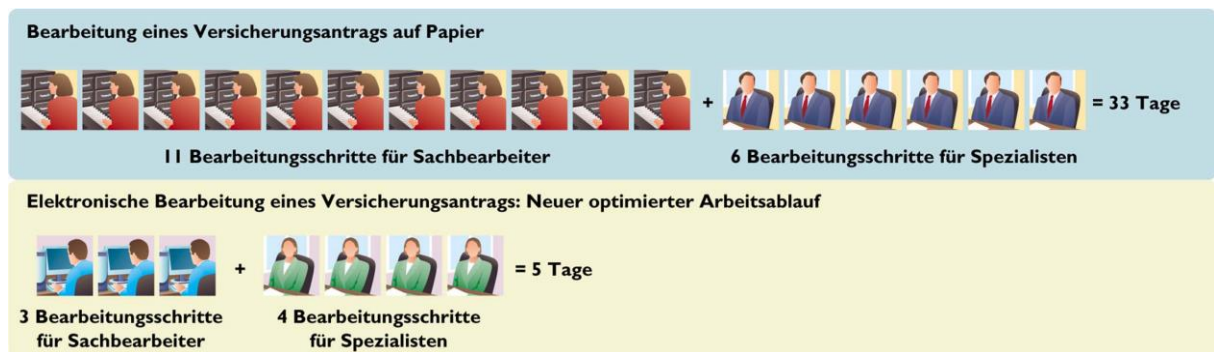 Bearbeitung eines Versicherungsantrags auf Papier
+
= 33 Tage
11 Bearbeitungsschritte für Sachbearbeiter
6 Bearbeitungsschritte für Spezialisten
Elektronische Bearbeitung eines Versicherungsantrags: Neuer optimierter Arbeitsablauf
+
= 5 Tage
3 Bearbeitungsschritte
für Sachbearbeiter
4 Bearbeitungsschritte
für Spezialisten